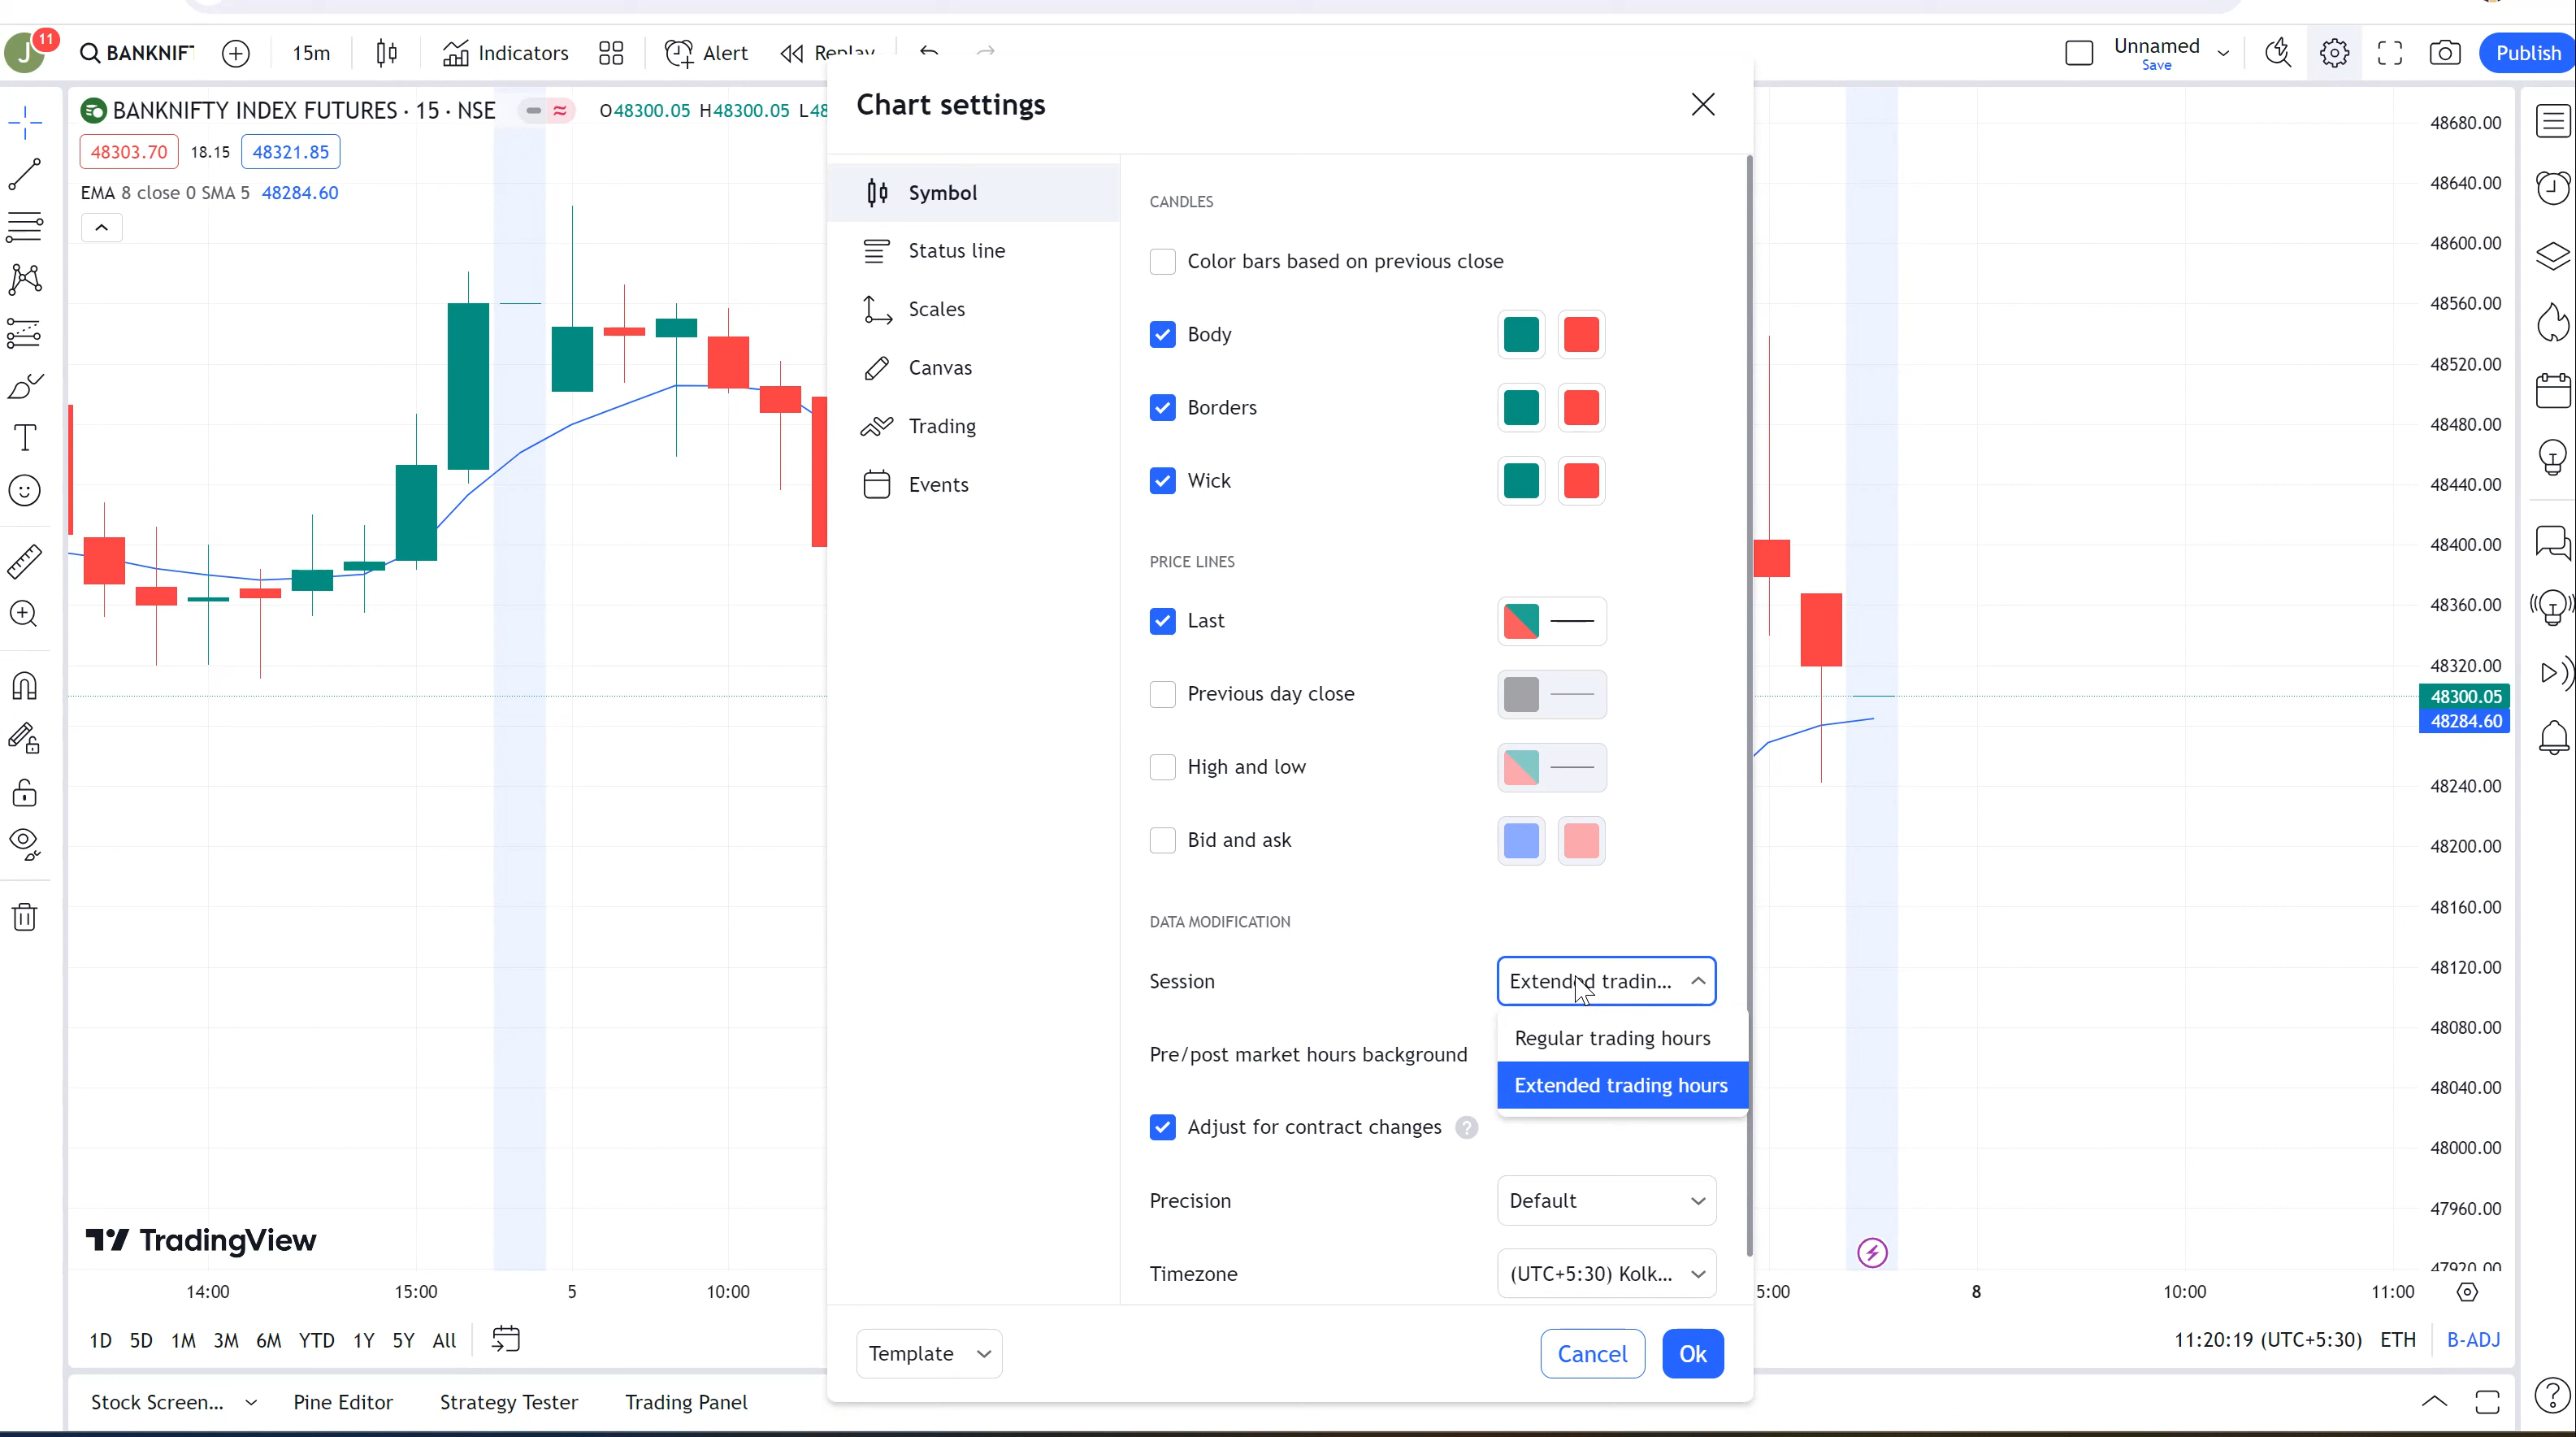 J 11 BANKNIF 15m Indicators Alert Replay Unnamed Save Publish
BANKNIFTY INDEX FUTURES · 15 · NSE O48300.05 H48300.05 L48
48303.70 18.15 48321.85
EMA 8 close 0 SMA 5 48284.60
Chart settings
Symbol
Status line
Scales
Canvas
Trading
Events
CANDLES
Color bars based on previous close
Body
Borders
Wick
PRICE LINES
Last
Previous day close
High and low
Bid and ask
DATA MODIFICATION
Session Extended tradin...
Regular trading hours
Extended trading hours
Pre/post market hours background
Adjust for contract changes ?
Precision Default
Timezone (UTC+5:30) Kolk...
Template Cancel Ok
48680.00
48640.00
48600.00
48560.00
48520.00
48480.00
48440.00
48400.00
48360.00
48320.00
48300.05
48284.60
48240.00
48200.00
48160.00
48120.00
48080.00
48040.00
48000.00
47960.00
47920.00
TradingView
14:00 15:00 5 10:00 5:00 8 10:00 11:00
1D 5D 1M 3M 6M YTD 1Y 5Y All 11:20:19 (UTC+5:30) ETH B-ADJ
Stock Screen... Pine Editor Strategy Tester Trading Panel